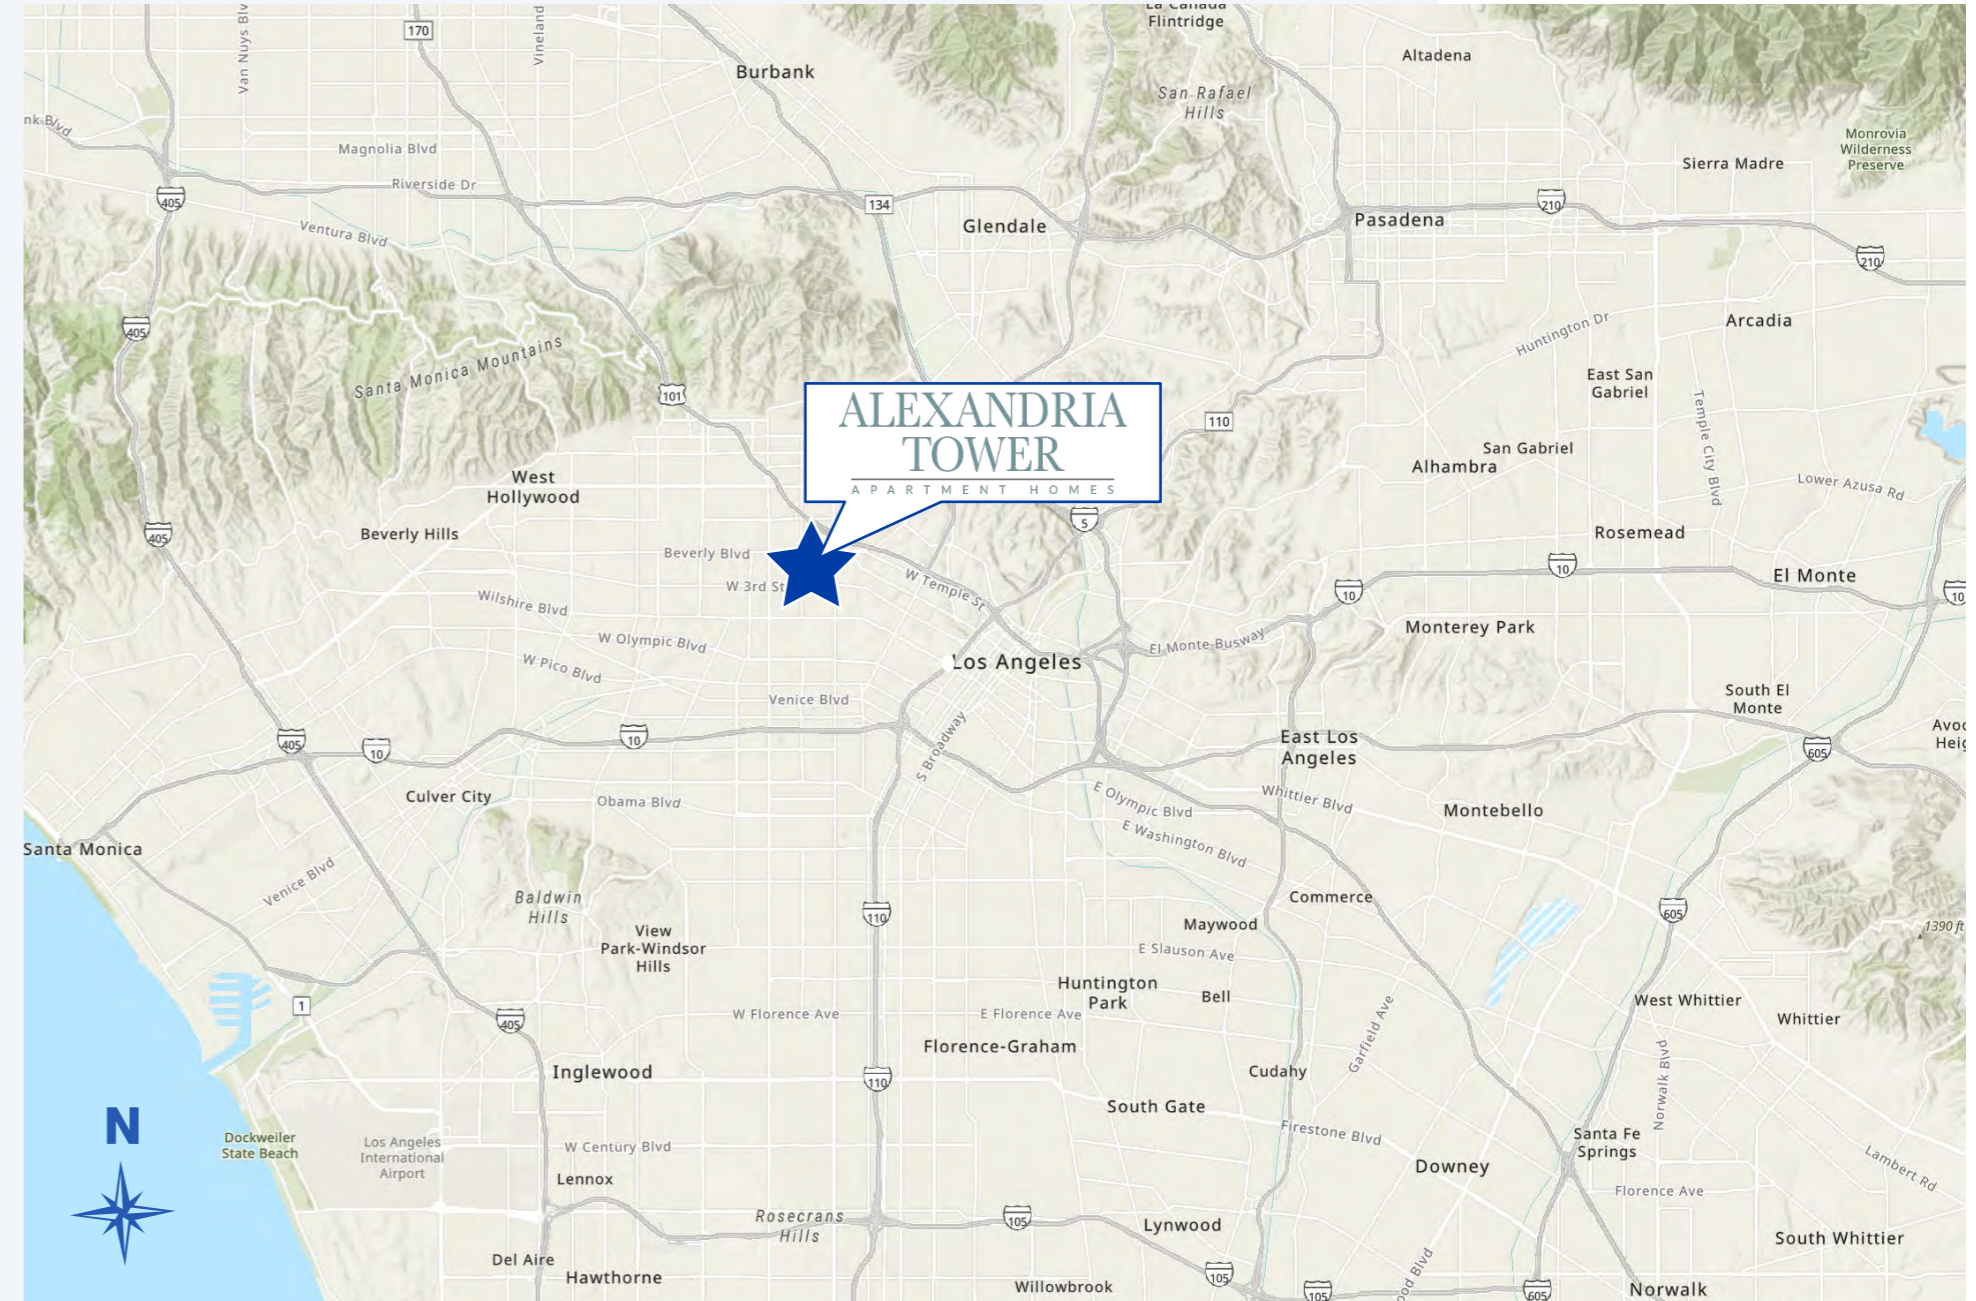 La Cañada
Flintridge
170
Van Nuys Blv
Vineland
Altadena
Burbank
San Rafael
Hills
nk Blvd
Magnolia Blvd
Monrovia
Wilderness
Preserve
Sierra Madre
Riverside Dr
405
134
210
Glendale
Pasadena
Ventura Blvd
210
405
Arcadia
Huntington Dr
Santa Monica Mountains
East San
Gabriel
101
ALEXANDRIA
TOWER
APARTMENT HOMES
110
Temple City Blvd
San Gabriel
Alhambra
West
Hollywood
Lower Azusa Rd
5
Beverly Hills
405
Rosemead
Beverly Blvd
10
El Monte
W 3rd St
W Temple St
10
10
Wilshire Blvd
Monterey Park
W Olympic Blvd
El Monte Busway
Los Angeles
W Pico Blvd
Venice Blvd
South El
Monte
S Broadway
405
10
10
East Los
Angeles
605
Avoc
Heig
Culver City
Obama Blvd
E Olympic Blvd
Whittier Blvd
Montebello
E Washington Blvd
Santa Monica
Venice Blvd
Baldwin
Hills
Commerce
110
605
Maywood
1390 ft
View
Park-Windsor
Hills
E Slauson Ave
Huntington
Park
Bell
1
405
West Whittier
W Florence Ave
E Florence Ave
Whittier
Garfield Ave
Florence-Graham
Inglewood
110
Cudahy
Norwalk Blvd
South Gate
N
Firestone Blvd
Dockweiler
State Beach
Los Angeles
International
Airport
W Century Blvd
Santa Fe
Springs
Downey
Lambert Rd
Lennox
Florence Ave
Rosecrans
Hills
105
Lynwood
South Whittier
Del Aire
Hawthorne
105
Willowbrook
105
ood Blvd
605
Norwalk